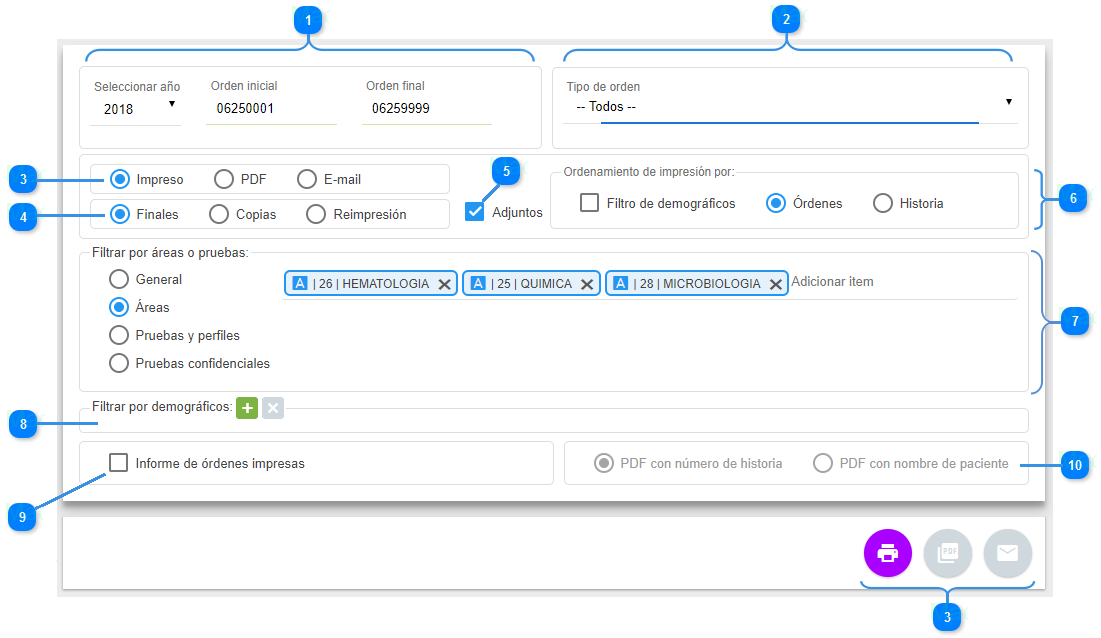 1
2
Seleccionar año
Orden inicial
Orden final
2018
06250001
06259999
Tipo de orden
-- Todos --
3
Impreso
PDF
E-mail
4
Finales
Copias
Reimpresión
5
Adjuntos
Ordenamiento de impresión por:
Filtro de demográficos
Órdenes
Historia
6
Filtrar por áreas o pruebas:
General
Áreas
Pruebas y perfiles
Pruebas confidenciales
A | 26 | HEMATOLOGIA
A | 25 | QUIMICA
A | 28 | MICROBIOLOGIA
Adicionar item
7
Filtrar por demográficos:
8
Informe de órdenes impresas
9
PDF con número de historia
PDF con nombre de paciente
10
PDF
3